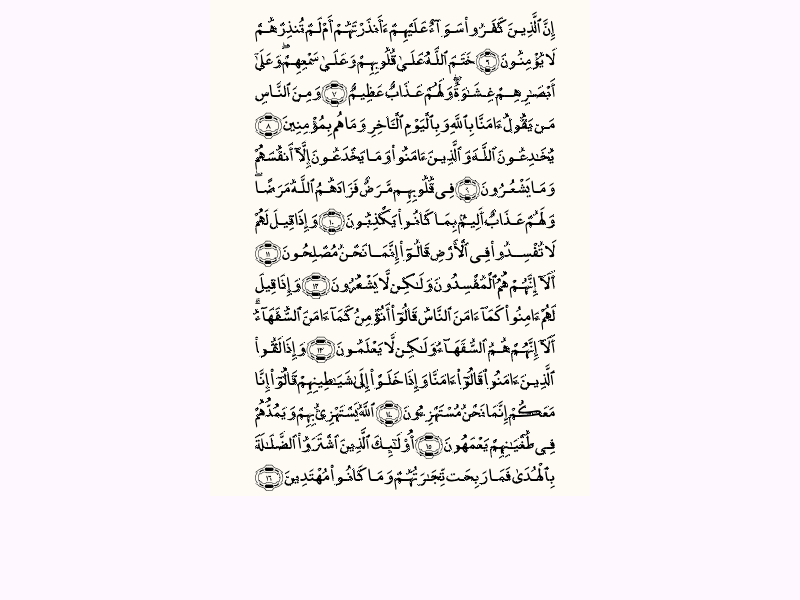 إِنَّ ٱلَّذِينَ كَفَرُوا۟ سَوَآءٌ عَلَيْهِمْ ءَأَنذَرْتَهُمْ أَمْ لَمْ تُنذِرْهُمْ
لَا يُؤْمِنُونَ ٦ خَتَمَ ٱللَّهُ عَلَىٰ قُلُوبِهِمْ وَعَلَىٰ سَمْعِهِمْ ۖ وَعَلَىٰٓ
أَبْصَـٰرِهِمْ غِشَـٰوَةٌ ۖ وَلَهُمْ عَذَابٌ عَظِيمٌ ٧ وَمِنَ ٱلنَّاسِ
مَن يَقُولُ ءَامَنَّا بِٱللَّهِ وَبِٱلْيَوْمِ ٱلْـَٔاخِرِ وَمَا هُم بِمُؤْمِنِينَ ٨
يُخَـٰدِعُونَ ٱللَّهَ وَٱلَّذِينَ ءَامَنُوا۟ وَمَا يَخْدَعُونَ إِلَّآ أَنفُسَهُمْ
وَمَا يَشْعُرُونَ ٩ فِى قُلُوبِهِم مَّرَضٌ فَزَادَهُمُ ٱللَّهُ مَرَضًا ۖ
وَلَهُمْ عَذَابٌ أَلِيمٌۢ بِمَا كَانُوا۟ يَكْذِبُونَ ١٠ وَإِذَا قِيلَ لَهُمْ
لَا تُفْسِدُوا۟ فِى ٱلْأَرْضِ قَالُوٓا۟ إِنَّمَا نَحْنُ مُصْلِحُونَ ١١
أَلَآ إِنَّهُمْ هُمُ ٱلْمُفْسِدُونَ وَلَـٰكِن لَّا يَشْعُرُونَ ١٢ وَإِذَا قِيلَ
لَهُمْ ءَامِنُوا۟ كَمَآ ءَامَنَ ٱلنَّاسُ قَالُوٓا۟ أَنُؤْمِنُ كَمَآ ءَامَنَ ٱلسُّفَهَآءُ ۗ
أَلَآ إِنَّهُمْ هُمُ ٱلسُّفَهَآءُ وَلَـٰكِن لَّا يَعْلَمُونَ ١٣ وَإِذَا لَقُوا۟
ٱلَّذِينَ ءَامَنُوا۟ قَالُوٓا۟ ءَامَنَّا وَإِذَا خَلَوْا۟ إِلَىٰ شَيَـٰطِينِهِمْ قَالُوٓا۟ إِنَّا
مَعَكُمْ إِنَّمَا نَحْنُ مُسْتَهْزِءُونَ ١٤ ٱللَّهُ يَسْتَهْزِئُ بِهِمْ وَيَمُدُّهُمْ
فِى طُغْيَـٰنِهِمْ يَعْمَهُونَ ١٥ أُو۟لَـٰٓئِكَ ٱلَّذِينَ ٱشْتَرَوُا۟ ٱلضَّلَـٰلَةَ
بِٱلْهُدَىٰ فَمَا رَبِحَت تِّجَـٰرَتُهُمْ وَمَا كَانُوا۟ مُهْتَدِينَ ١٦